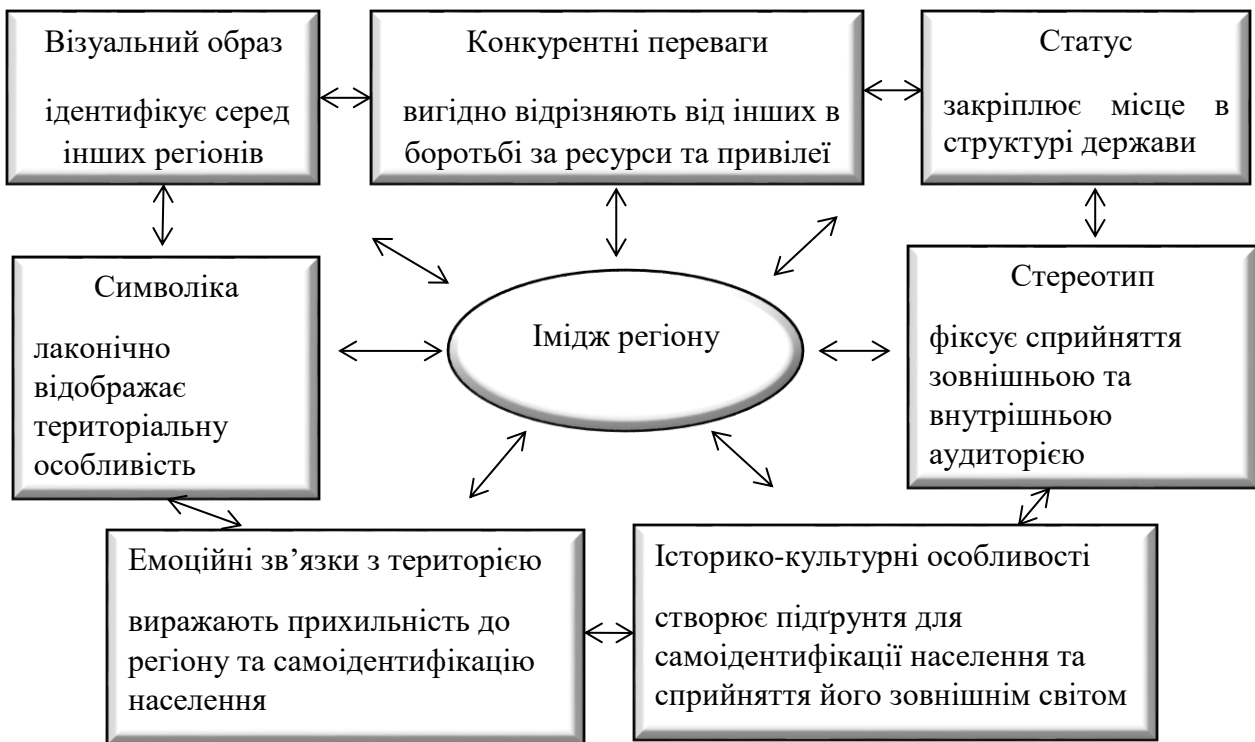 Візуальний образ
ідентифікує серед
інших регіонів
Конкурентні переваги
вигідно відрізняють від інших в
боротьбі за ресурси та привілеї
Статус
закріплює місце в
структурі держави
Символіка
лаконічно
відображає
територіальну
особливість
Імідж регіону
Стереотип
фіксує сприйняття
зовнішньою та
внутрішньою
аудиторією
Емоційні зв’язки з територією
виражають прихильність до
регіону та самоідентифікацію
населення
Історико-культурні особливості
створює підґрунтя для
самоідентифікації населення та
сприйняття його зовнішнім світом